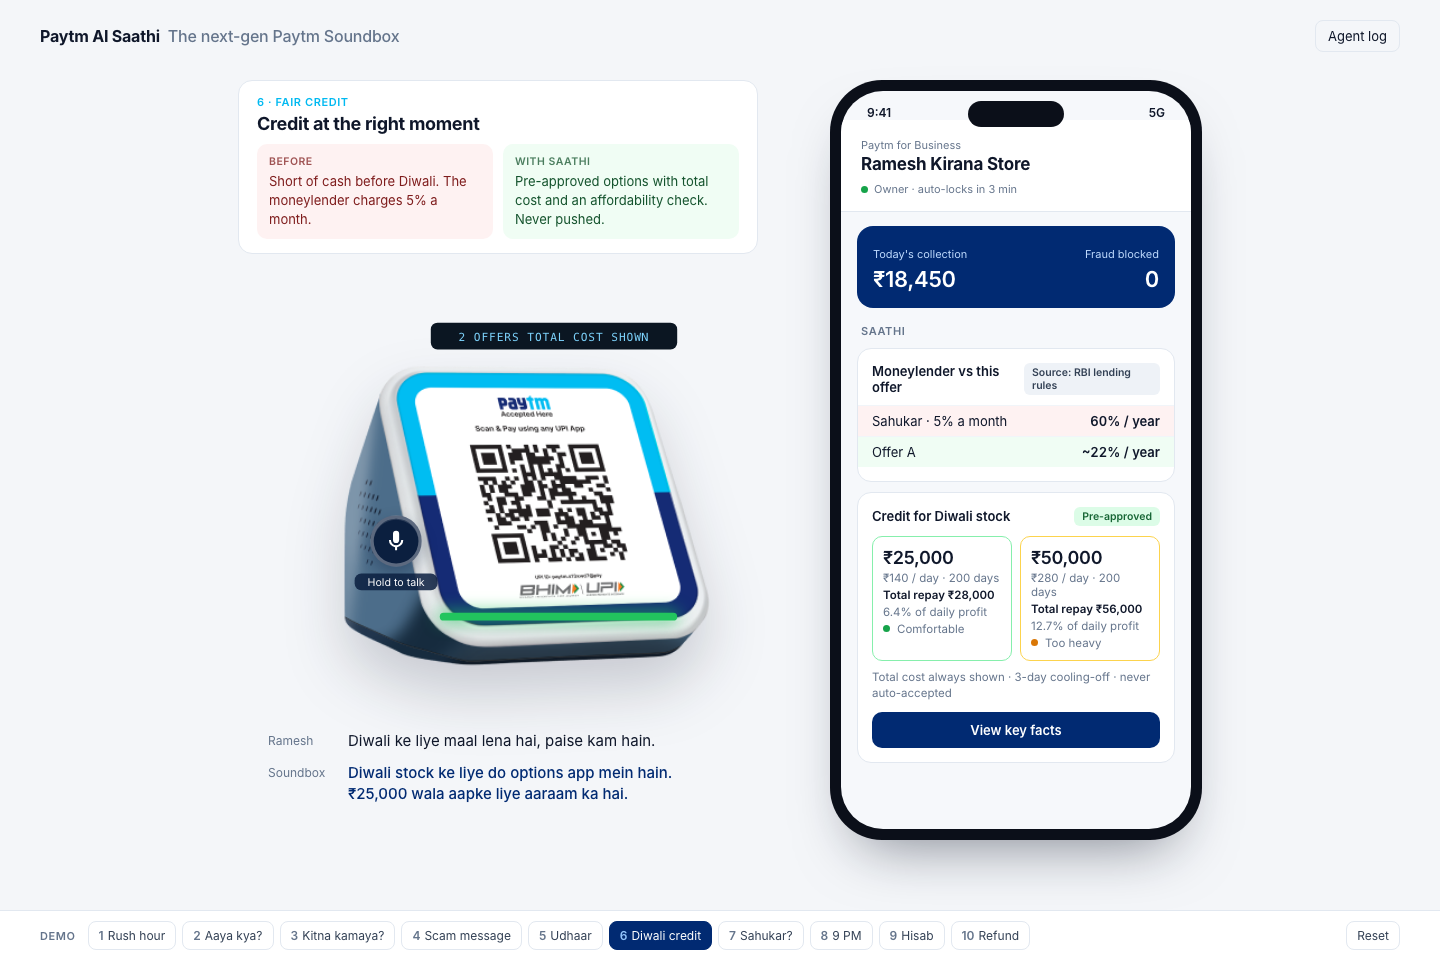 Paytm AI Saathi The next-gen Paytm Soundbox
Agent log
6 · FAIR CREDIT
Credit at the right moment
BEFORE
Short of cash before Diwali. The
moneylender charges 5% a
month.
WITH SAATHI
Pre-approved options with total
cost and an affordability check.
Never pushed.
2 OFFERS TOTAL COST SHOWN
paytm
Accepted Here
Scan & Pay using any UPI App
BHIM UPI
Hold to talk
Ramesh
Diwali ke liye maal lena hai, paise kam hain.
Soundbox
Diwali stock ke liye do options app mein hain.
₹25,000 wala aapke liye aaraam ka hai.
9:41
5G
Paytm for Business
Ramesh Kirana Store
Owner · auto-locks in 3 min
Today's collection
₹18,450
Fraud blocked
0
SAATHI
Moneylender vs this
offer
Source: RBI lending
rules
Sahukar · 5% a month
60% / year
Offer A
~22% / year
Credit for Diwali stock
Pre-approved
₹25,000
₹140 / day · 200 days
Total repay ₹28,000
6.4% of daily profit
Comfortable
₹50,000
₹280 / day · 200
days
Total repay ₹56,000
12.7% of daily profit
Too heavy
Total cost always shown · 3-day cooling-off · never
auto-accepted
View key facts
DEMO
1 Rush hour
2 Aaya kya?
3 Kitna kamaya?
4 Scam message
5 Udhaar
6 Diwali credit
7 Sahukar?
8 9 PM
9 Hisab
10 Refund
Reset